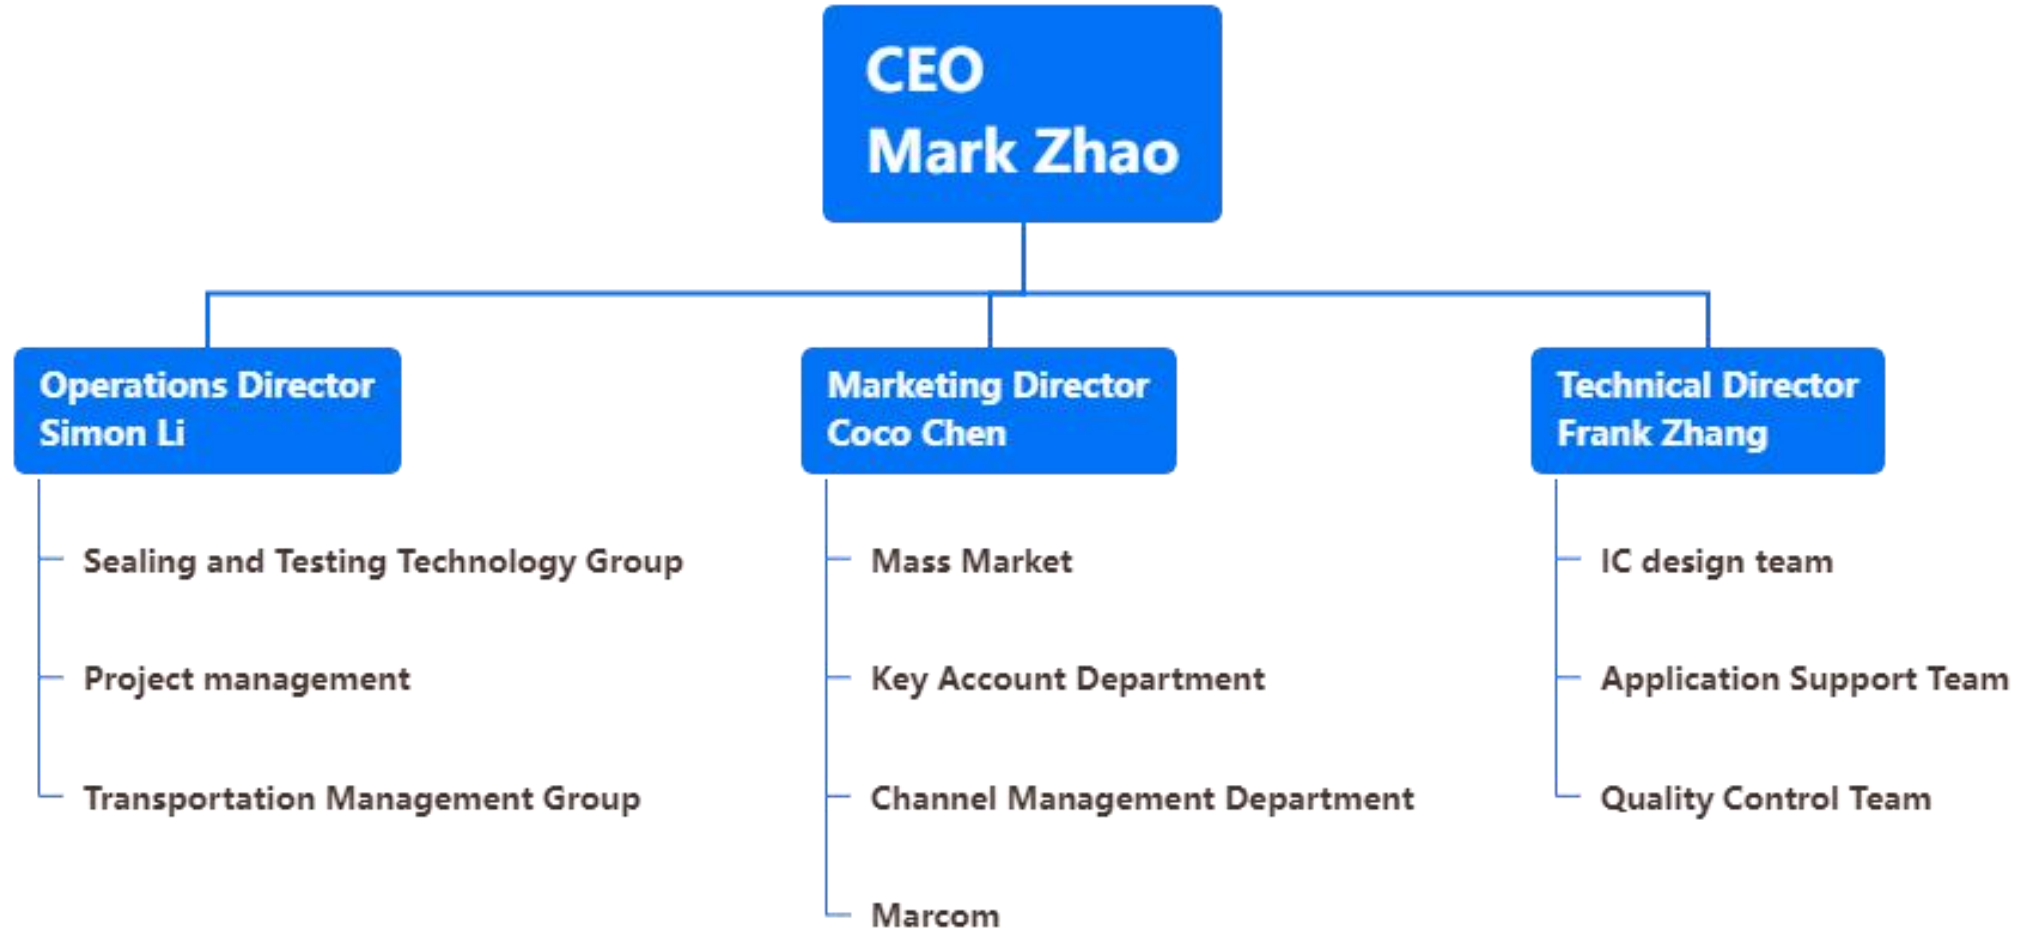 CEO
Mark Zhao
Operations Director
Simon Li
Sealing and Testing Technology Group
Project management
Transportation Management Group
Marketing Director
Coco Chen
Mass Market
Key Account Department
Channel Management Department
Marcom
Technical Director
Frank Zhang
IC design team
Application Support Team
Quality Control Team